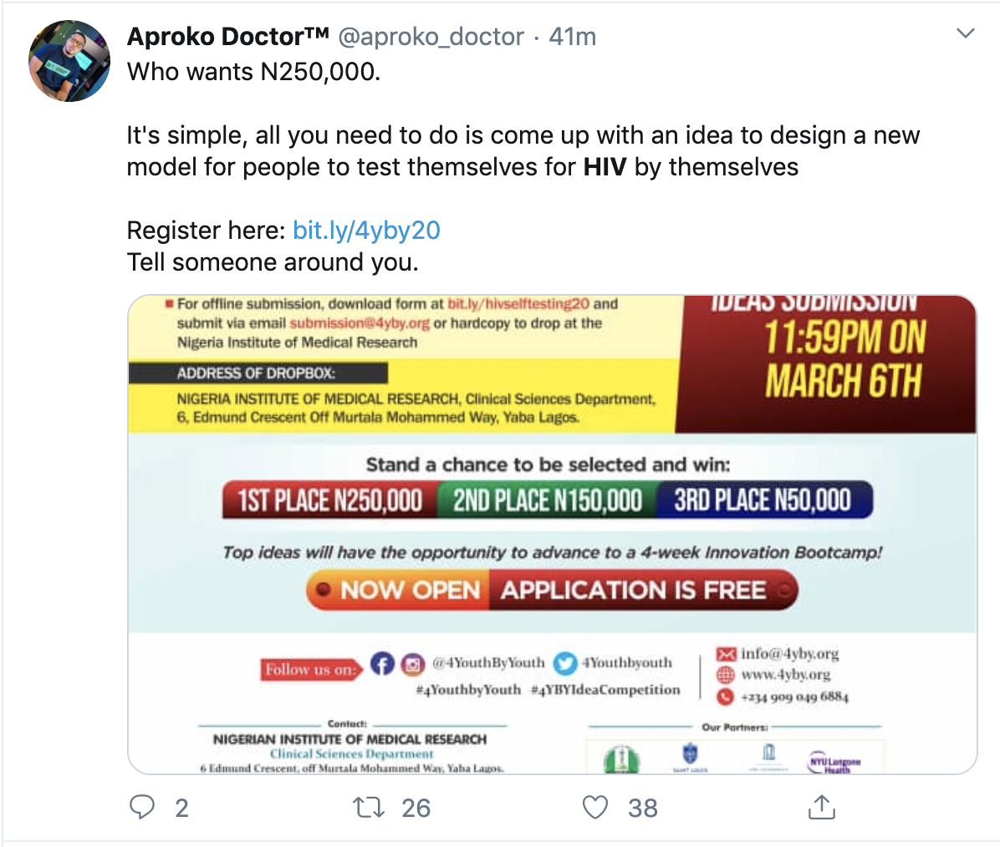 Aproko Doctor™ @aproko_doctor · 41m
Who wants N250,000.
It's simple, all you need to do is come up with an idea to design a new
model for people to test themselves for HIV by themselves
Register here: bit.ly/4yby20
Tell someone around you.
For offline submission, download form at bit.ly/hivselftesting20 and
submit via email submission@4yby.org or hardcopy to drop at the
Nigeria Institute of Medical Research
ADDRESS OF DROPBOX:
NIGERIA INSTITUTE OF MEDICAL RESEARCH, Clinical Sciences Department,
6, Edmund Crescent Off Murtala Mohammed Way, Yaba Lagos.
IDEAS SUBMISSION
11:59PM ON
MARCH 6TH
Stand a chance to be selected and win:
1ST PLACE N250,000 2ND PLACE N150,000 3RD PLACE N50,000
Top ideas will have the opportunity to advance to a 4-week Innovation Bootcamp!
NOW OPEN APPLICATION IS FREE
Follow us on: @4YouthByYouth 4Youthbyouth
#4YouthbyYouth #4YBYIdeaCompetition
info@4yby.org
www.4yby.org
+234 909 049 6884
Contact:
NIGERIAN INSTITUTE OF MEDICAL RESEARCH
Clinical Sciences Department
6 Edmund Crescent, off Murtala Mohammed Way, Yaba Lagos.
Our Partners:
SAINT LOUIS
NYU Langone
Health
2 26 38